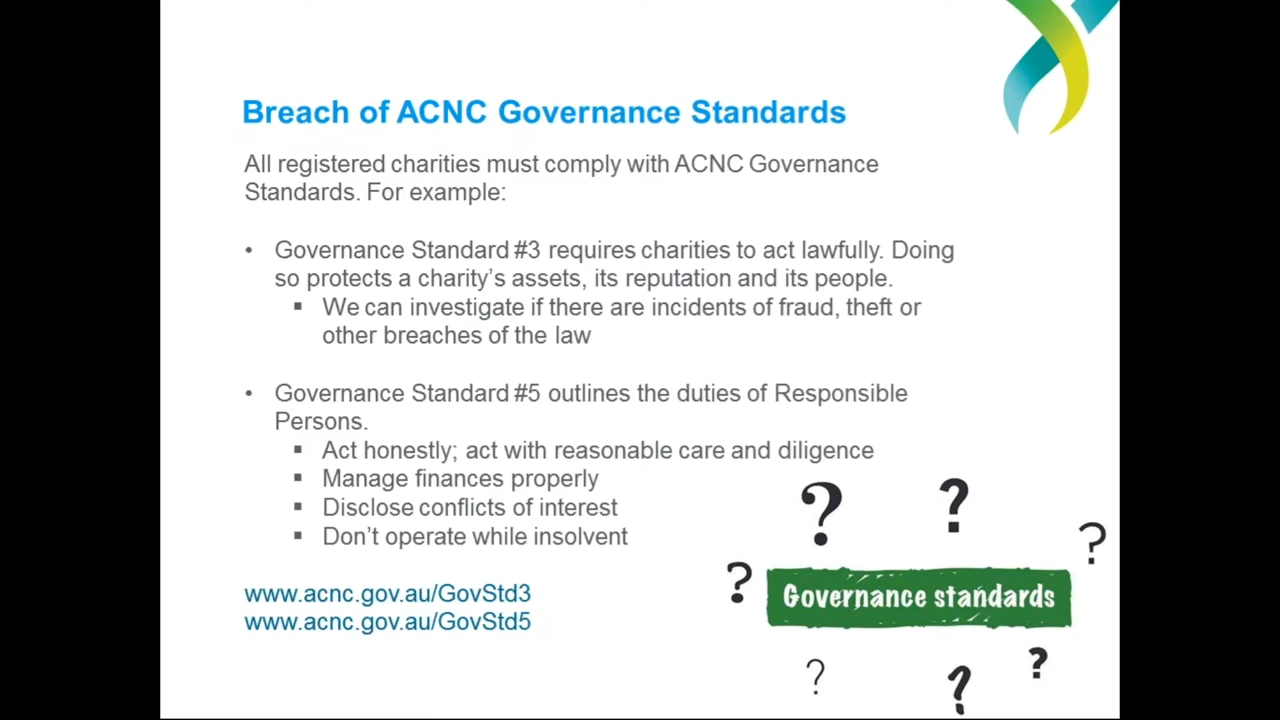 Breach of ACNC Governance Standards
All registered charities must comply with ACNC Governance
Standards. For example:
• Governance Standard #3 requires charities to act lawfully. Doing
so protects a charity's assets, its reputation and its people.
▪ We can investigate if there are incidents of fraud, theft or
other breaches of the law
• Governance Standard #5 outlines the duties of Responsible
Persons.
▪ Act honestly; act with reasonable care and diligence
▪ Manage finances properly
▪ Disclose conflicts of interest
▪ Don't operate while insolvent
www.acnc.gov.au/GovStd3
www.acnc.gov.au/GovStd5
? ? ?
?
Governance standards
? ? ?